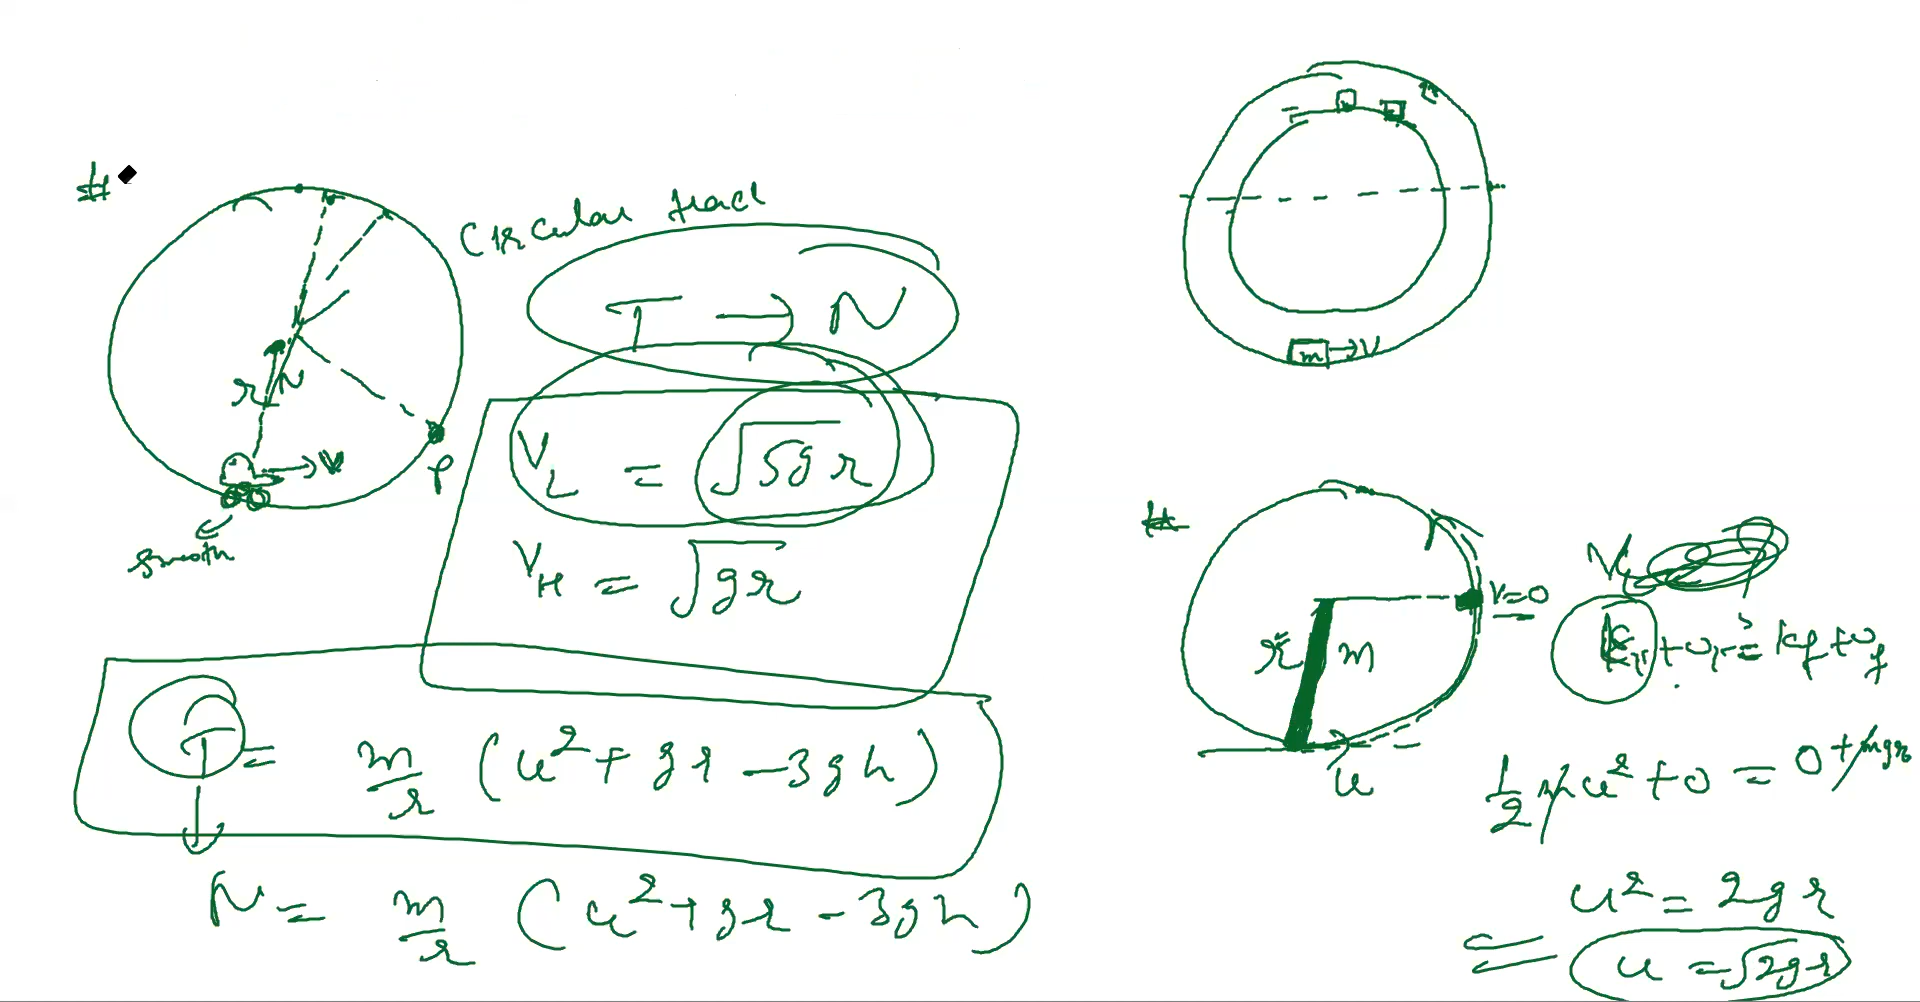 #
Circular track
T → N
r
N
→ V
P
smooth
V_L = √5gr
V_H = √gr
T = m/r (u² + gr - 3gh)
N = m/r (u² + gr - 3gh)
m → V
#
V=0
r
m
u
V_L
k_i + U_i = k_f + U_f
1/2 mu² + 0 = 0 + mgr
u² = 2gr
u = √2gr